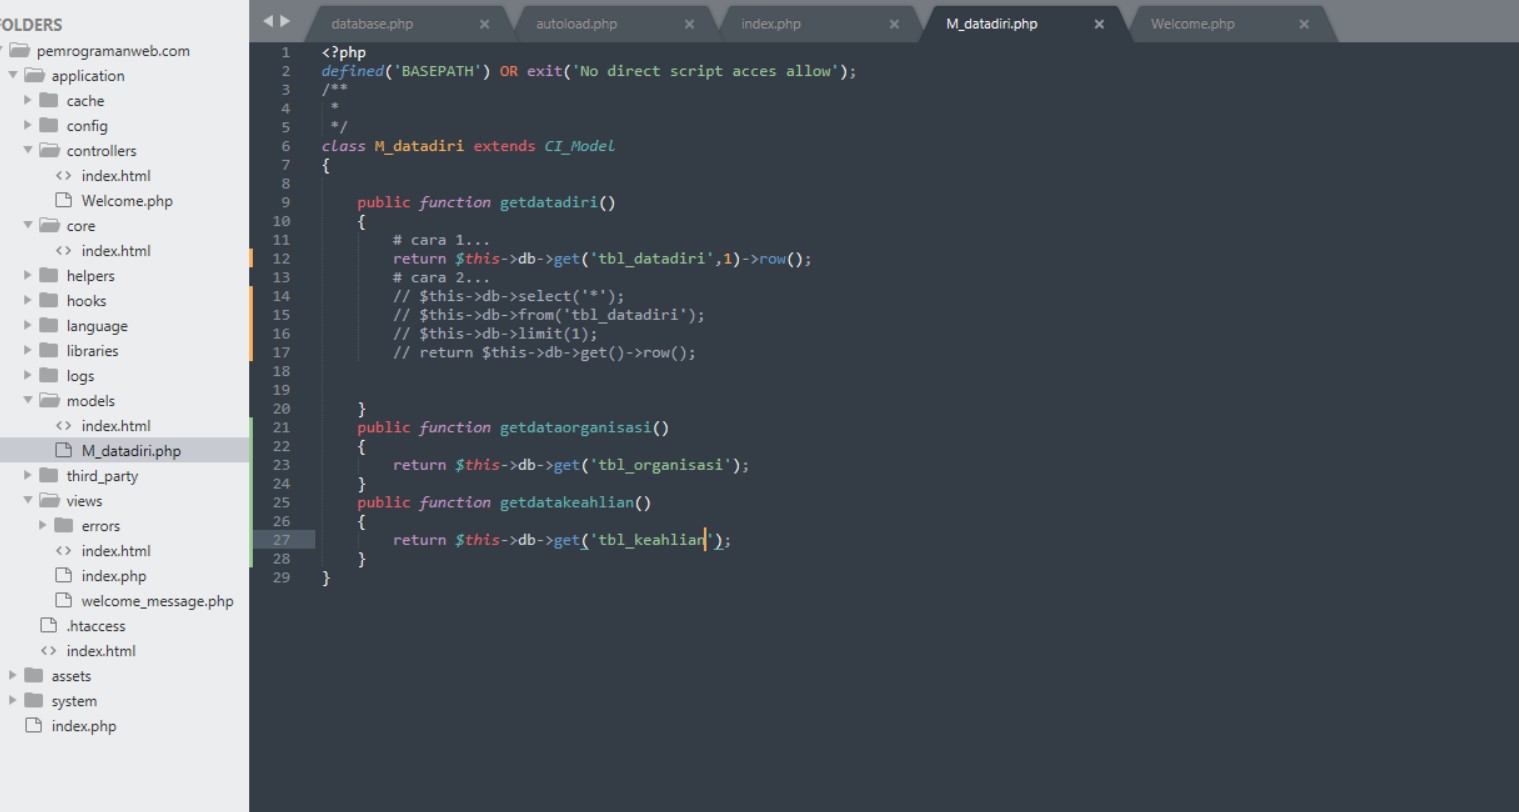 FOLDERS
pemrogramanweb.com
application
cache
config
controllers
index.html
Welcome.php
core
index.html
helpers
hooks
language
libraries
logs
models
index.html
M_datadiri.php
third_party
views
errors
index.html
index.php
welcome_message.php
.htaccess
index.html
assets
system
index.php
database.php × autoload.php × index.php × M_datadiri.php × Welcome.php ×
1 <?php
2 defined('BASEPATH') OR exit('No direct script acces allow');
3 /**
4  *
5  */
6 class M_datadiri extends CI_Model
7 {
8
9     public function getdatadiri()
10     {
11         # cara 1...
12         return $this->db->get('tbl_datadiri',1)->row();
13         # cara 2...
14         // $this->db->select('*');
15         // $this->db->from('tbl_datadiri');
16         // $this->db->limit(1);
17         // return $this->db->get()->row();
18
19
20     }
21     public function getdataorganisasi()
22     {
23         return $this->db->get('tbl_organisasi');
24     }
25     public function getdatakeahlian()
26     {
27         return $this->db->get('tbl_keahlian');
28     }
29 }